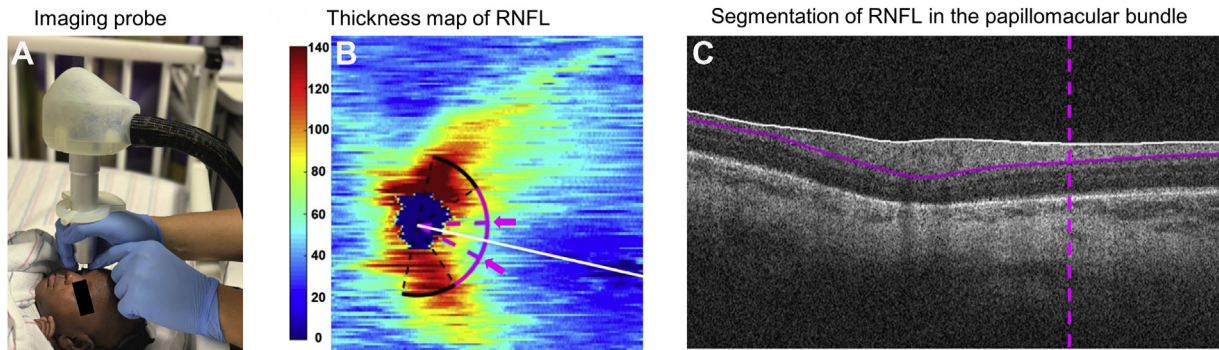 Imaging probe
Thickness map of RNFL
Segmentation of RNFL in the papillomacular bundle
A
B
C
140
120
100
80
60
40
20
0